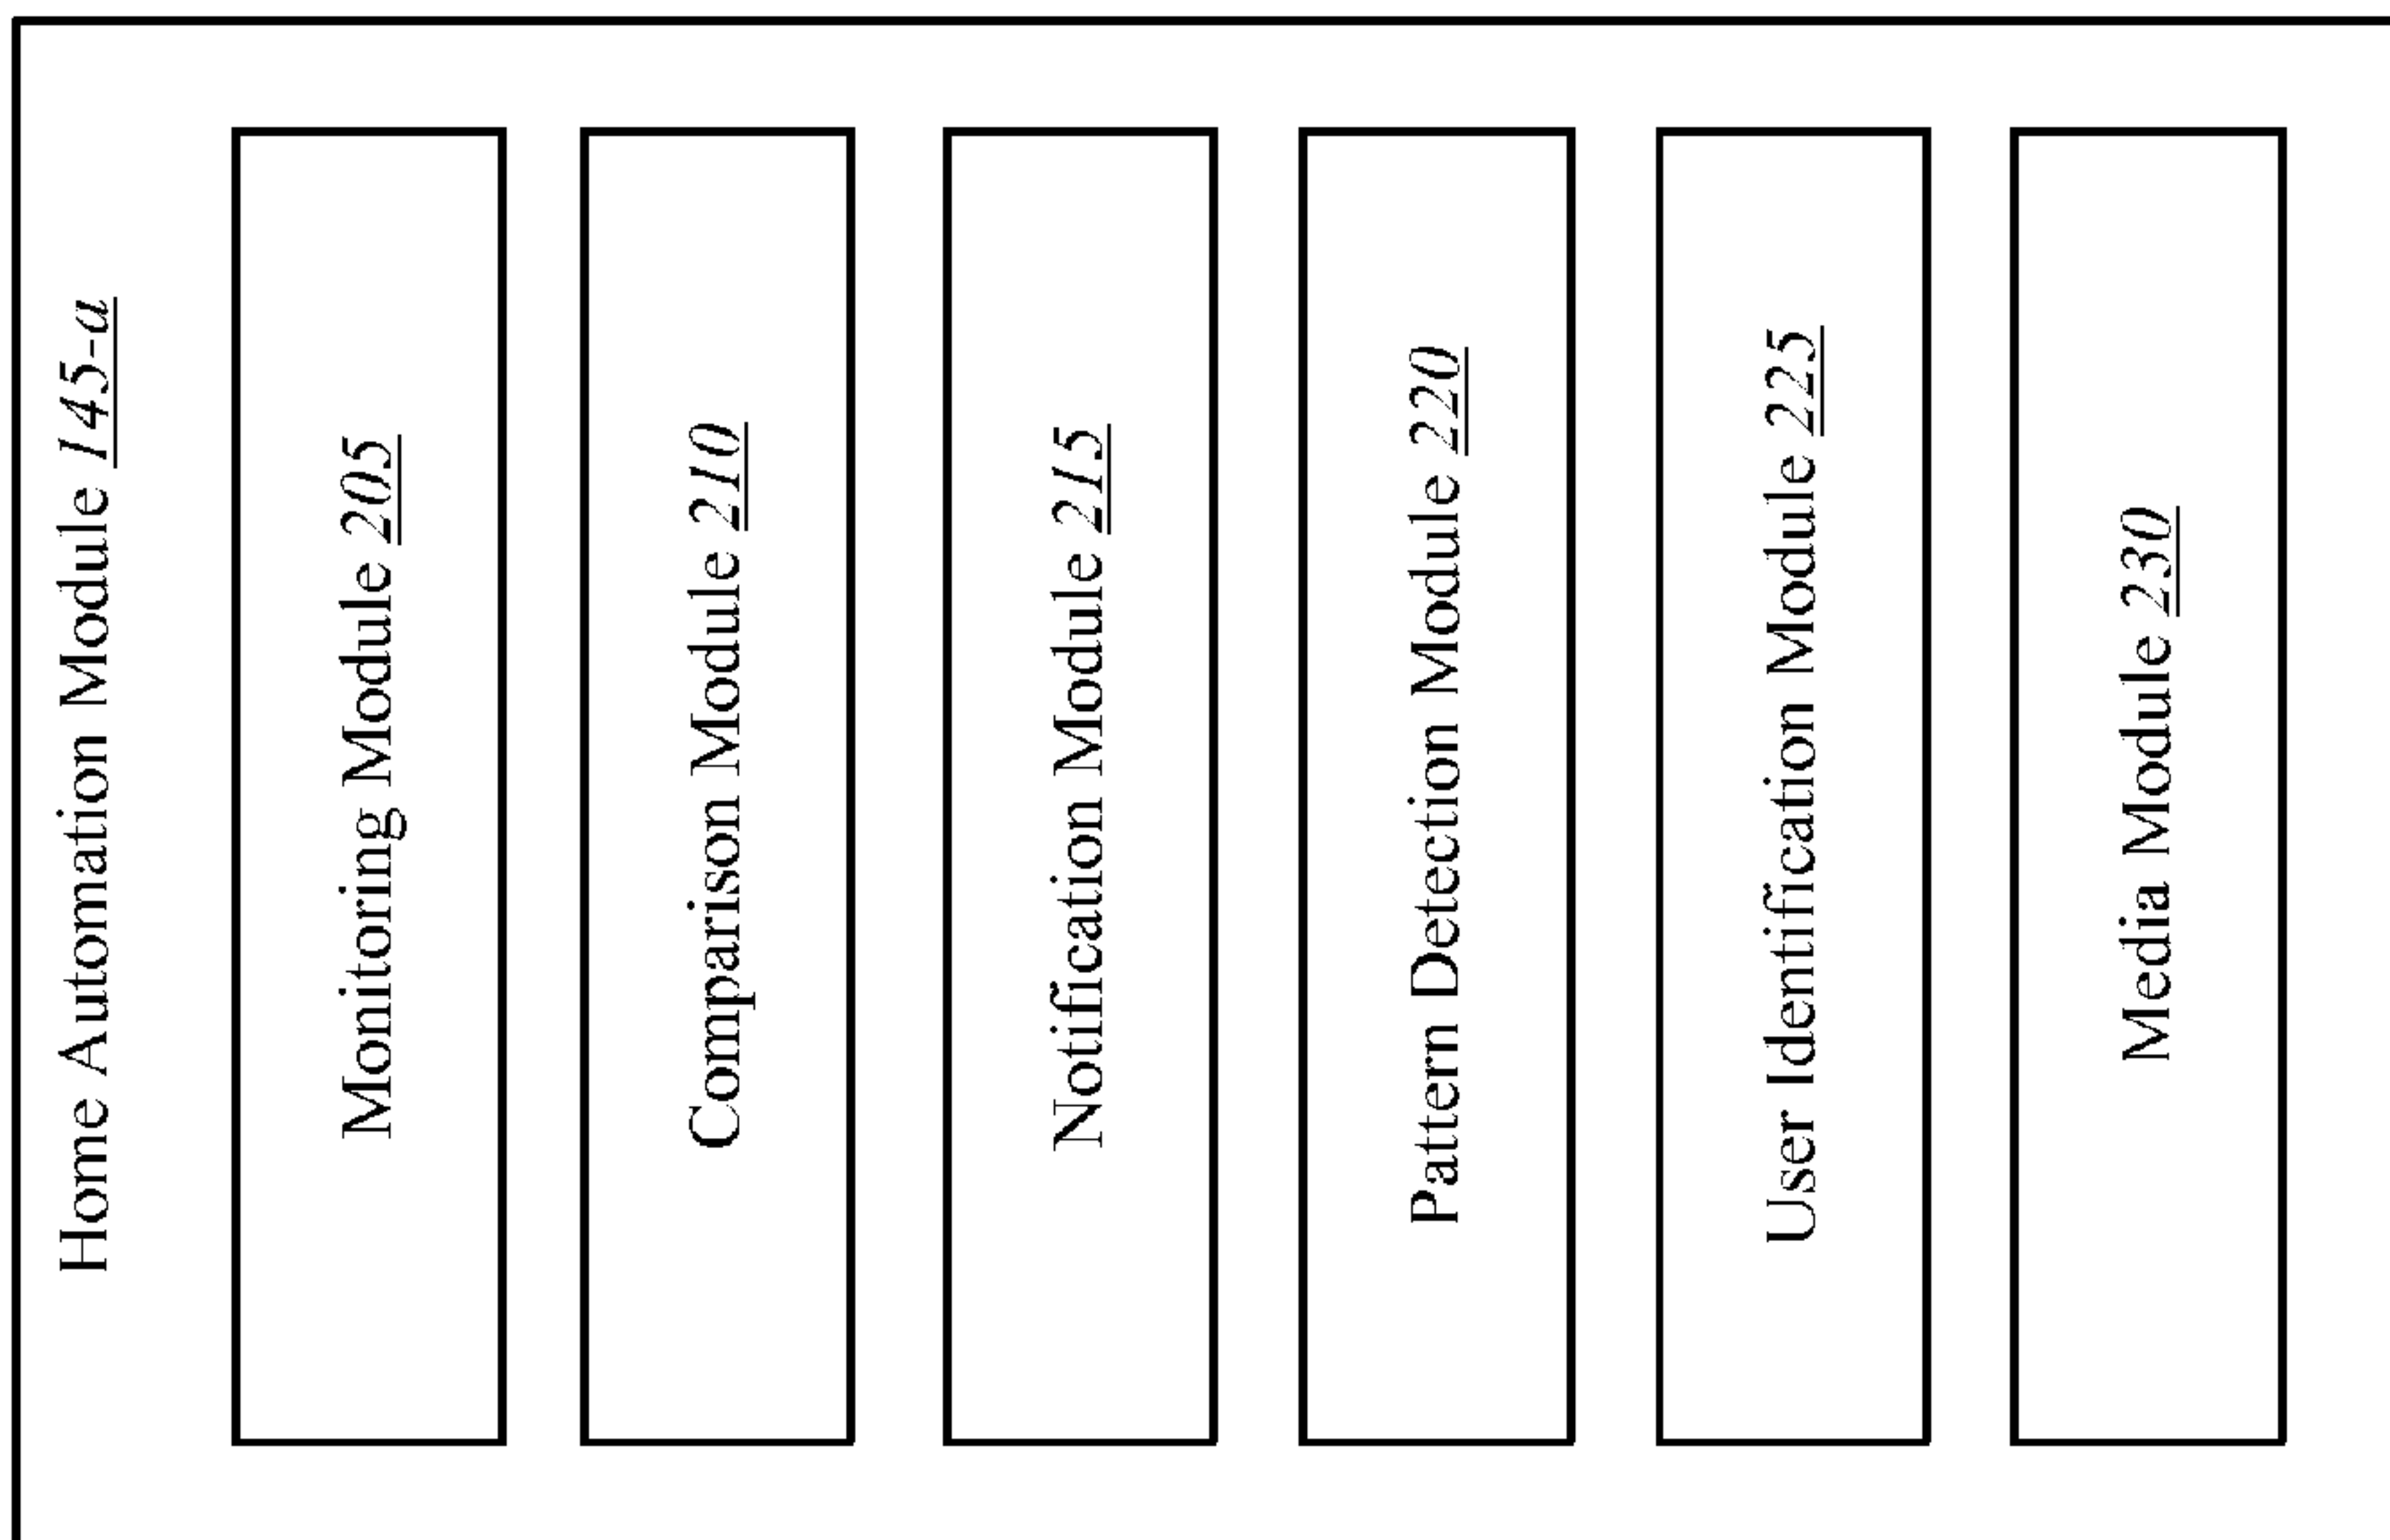 Home Automation Module 145-a
Monitoring Module 205
Comparison Module 210
Notification Module 215
Pattern Detection Module 220
User Identification Module 225
Media Module 230